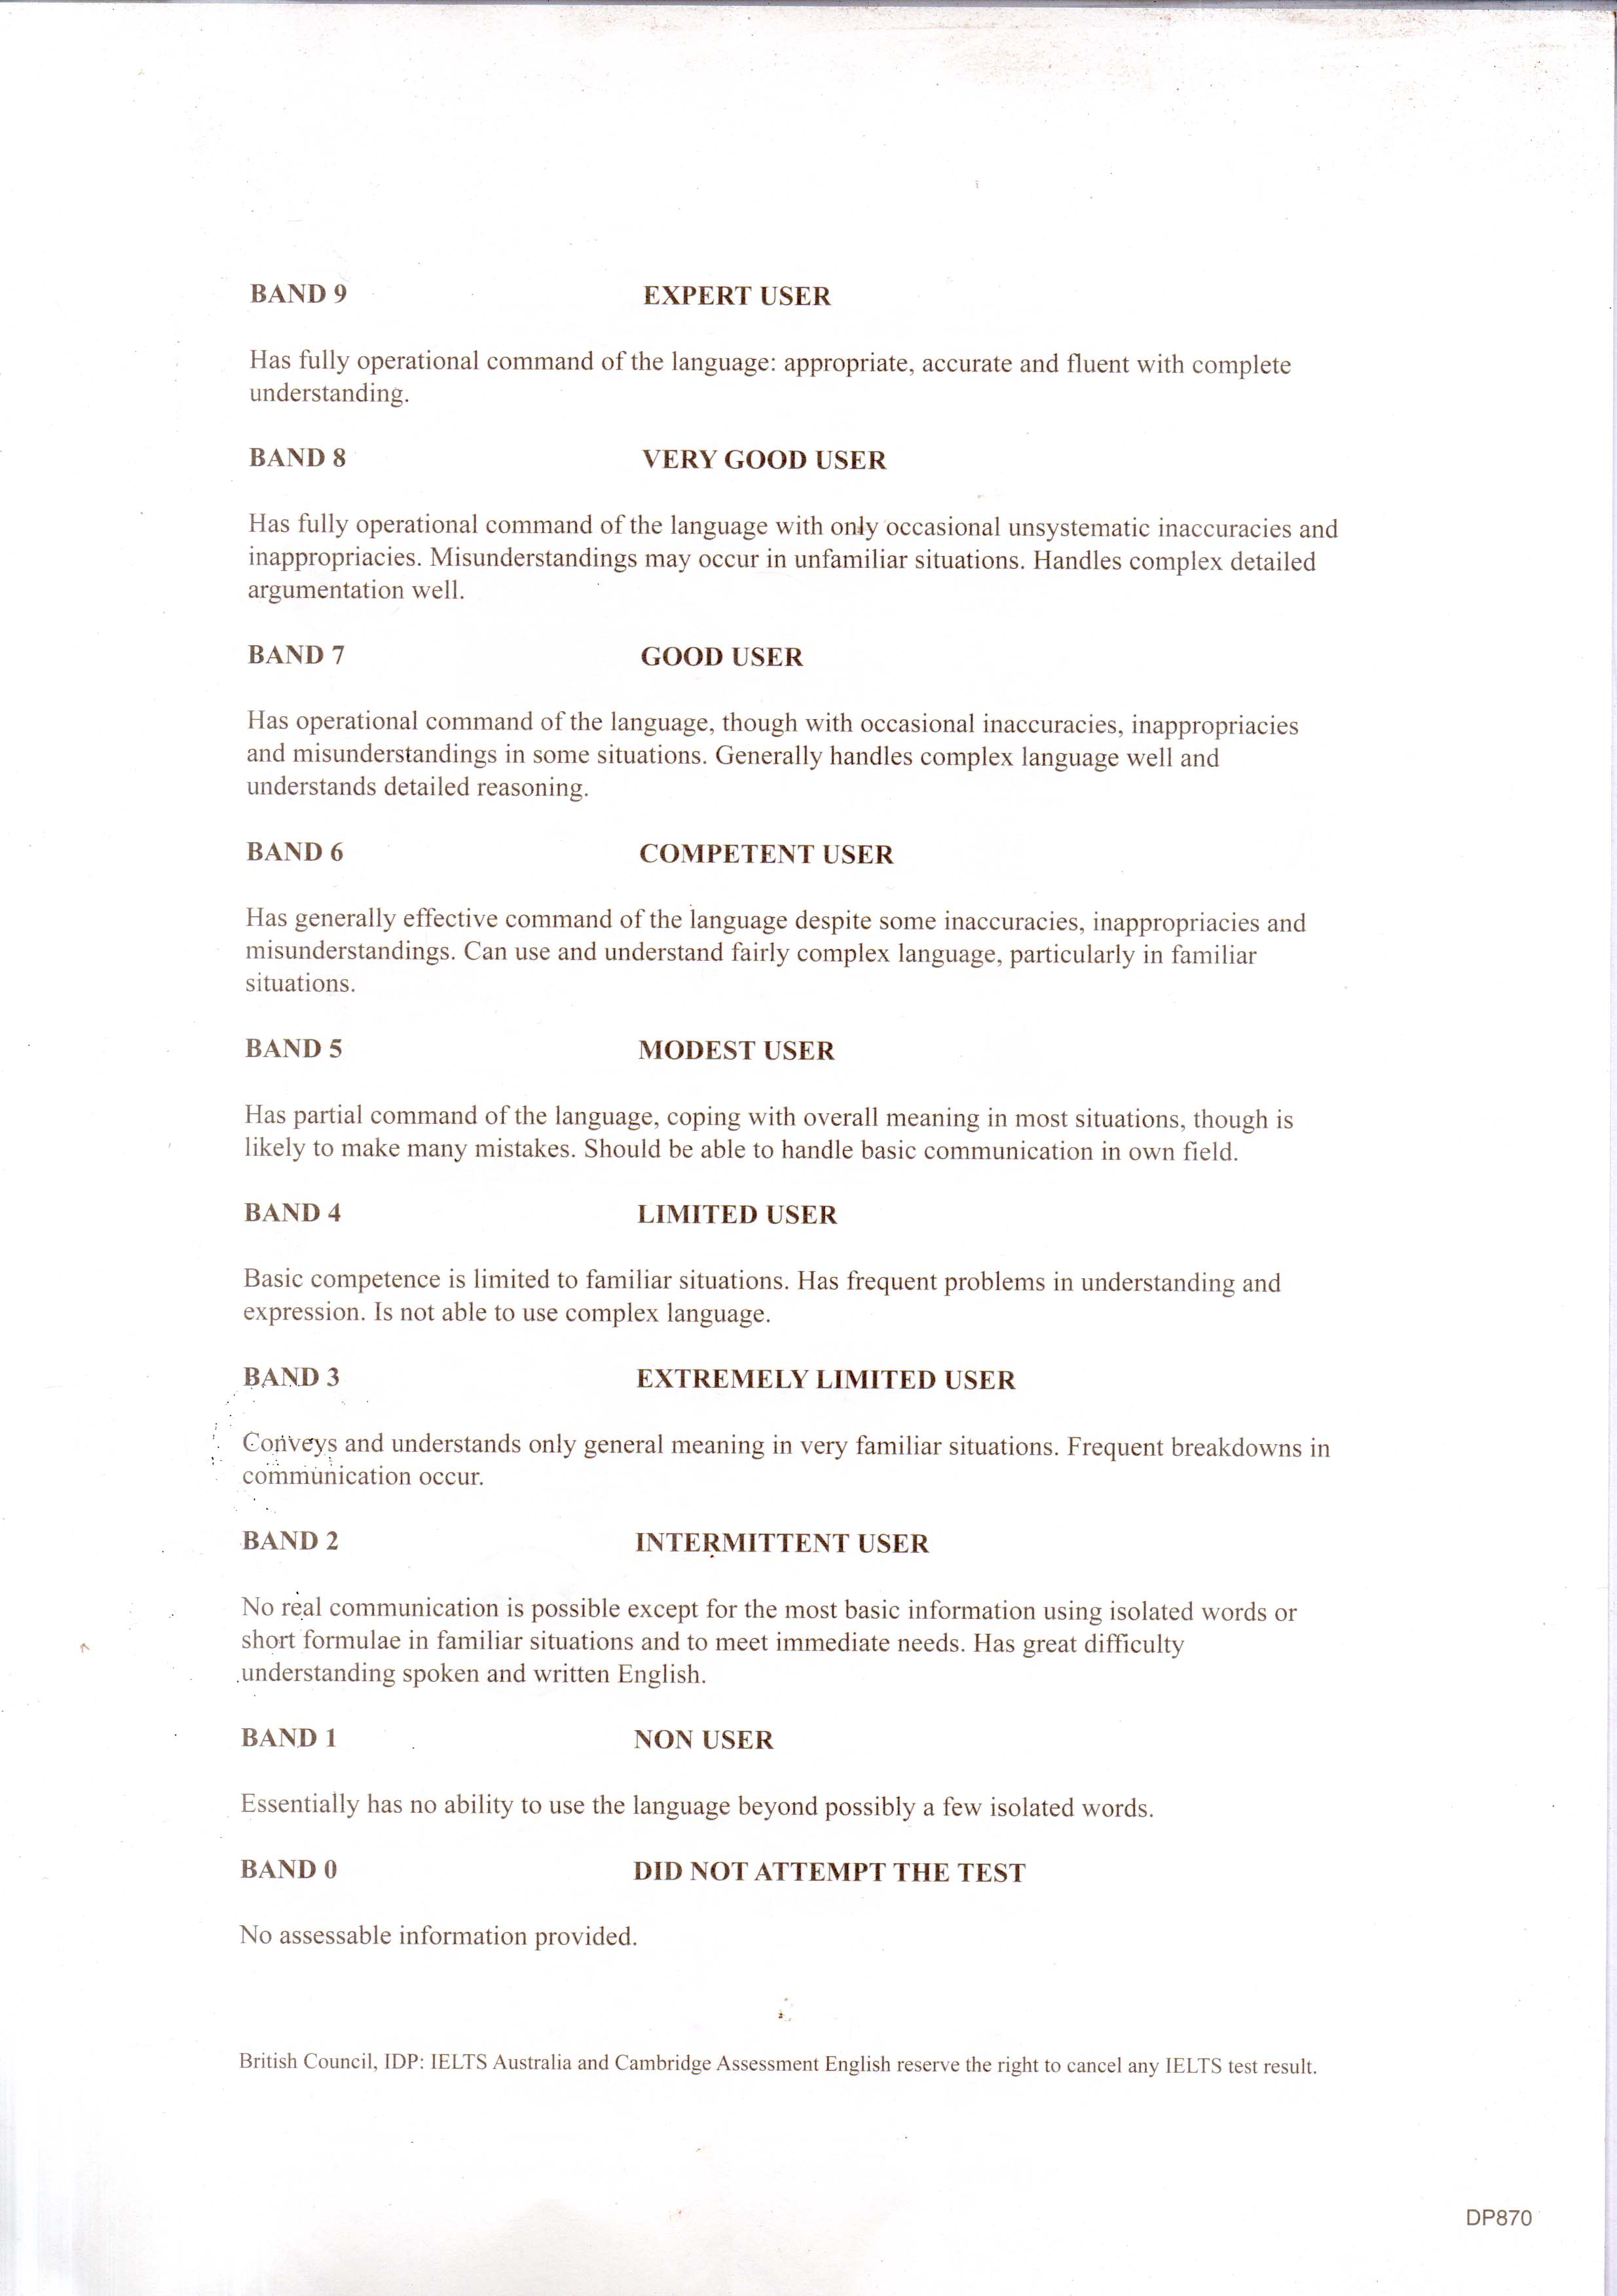 BAND 9 EXPERT USER
Has fully operational command of the language: appropriate, accurate and fluent with complete
understanding.
BAND 8 VERY GOOD USER
Has fully operational command of the language with only occasional unsystematic inaccuracies and
inappropriacies. Misunderstandings may occur in unfamiliar situations. Handles complex detailed
argumentation well.
BAND 7 GOOD USER
Has operational command of the language, though with occasional inaccuracies, inappropriacies
and misunderstandings in some situations. Generally handles complex language well and
understands detailed reasoning.
BAND 6 COMPETENT USER
Has generally effective command of the language despite some inaccuracies, inappropriacies and
misunderstandings. Can use and understand fairly complex language, particularly in familiar
situations.
BAND 5 MODEST USER
Has partial command of the language, coping with overall meaning in most situations, though is
likely to make many mistakes. Should be able to handle basic communication in own field.
BAND 4 LIMITED USER
Basic competence is limited to familiar situations. Has frequent problems in understanding and
expression. Is not able to use complex language.
BAND 3 EXTREMELY LIMITED USER
Conveys and understands only general meaning in very familiar situations. Frequent breakdowns in
communication occur.
BAND 2 INTERMITTENT USER
No real communication is possible except for the most basic information using isolated words or
short formulae in familiar situations and to meet immediate needs. Has great difficulty
understanding spoken and written English.
BAND 1 NON USER
Essentially has no ability to use the language beyond possibly a few isolated words.
BAND 0 DID NOT ATTEMPT THE TEST
No assessable information provided.
British Council, IDP: IELTS Australia and Cambridge Assessment English reserve the right to cancel any IELTS test result.
DP870